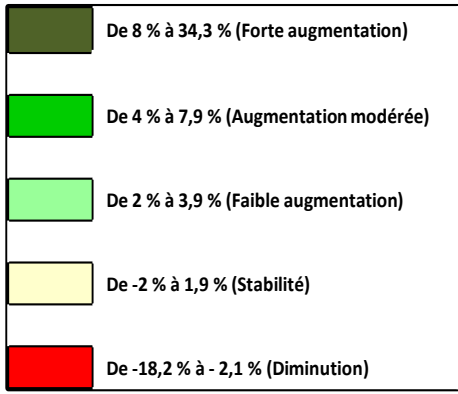 De 8 % à 34,3 % (Forte augmentation)
De 4 % à 7,9 % (Augmentation modérée)
De 2 % à 3,9 % (Faible augmentation)
De -2 % à 1,9 % (Stabilité)
De -18,2 % à - 2,1 % (Diminution)